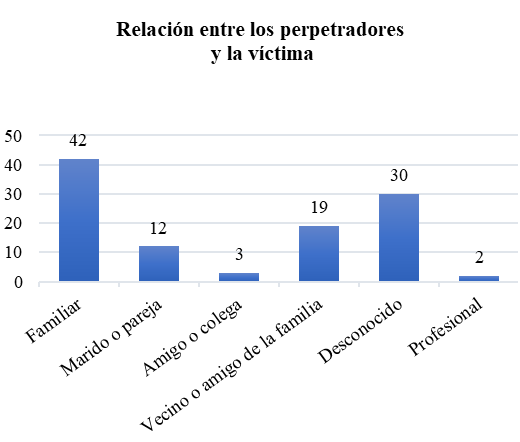 Relación entre los perpetradores
y la víctima
50
40
30
20
10
0
42
12
3
19
30
2
Familiar
Marido o pareja
Amigo o colega
Vecino o amigo de la familia
Desconocido
Profesional